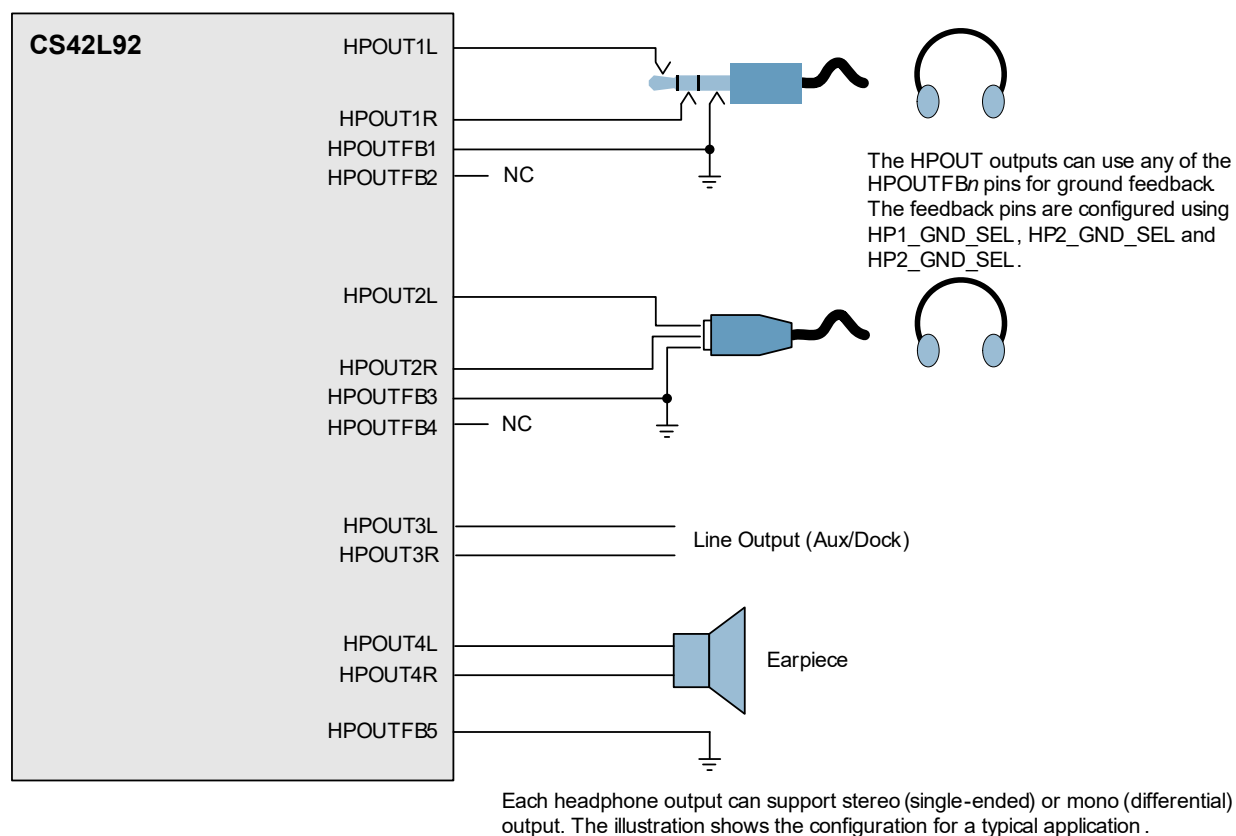 CS42L92
HPOUT1L
HPOUT1R
HPOUTFB1
HPOUTFB2
NC
The HPOUT outputs can use any of the
HPOUTFBn pins for ground feedback.
The feedback pins are configured using
HP1_GND_SEL, HP2_GND_SEL and
HP2_GND_SEL.
HPOUT2L
HPOUT2R
HPOUTFB3
HPOUTFB4
NC
HPOUT3L
HPOUT3R
Line Output (Aux/Dock)
HPOUT4L
HPOUT4R
Earpiece
HPOUTFB5
Each headphone output can support stereo (single-ended) or mono (differential)
output. The illustration shows the configuration for a typical application.